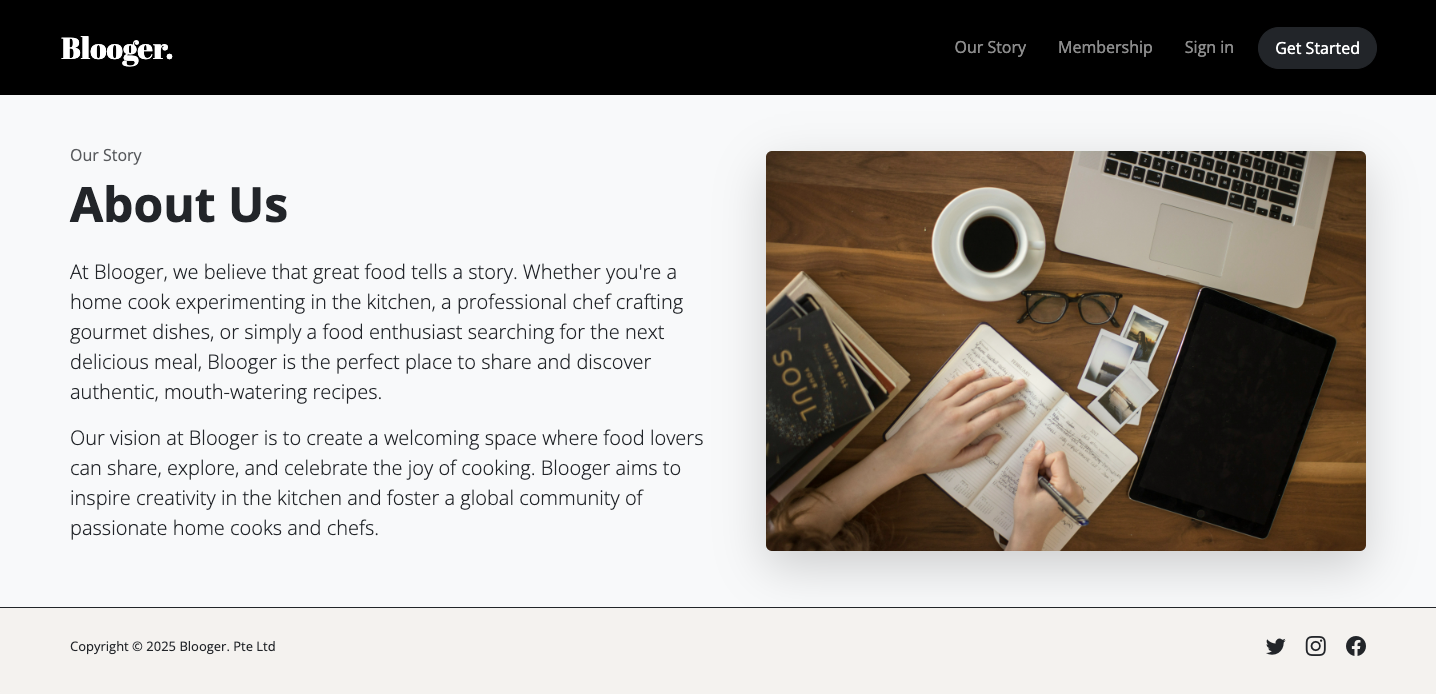 Blooger.
Our Story
Membership
Sign in
Get Started
Our Story
About Us
At Blooger, we believe that great food tells a story. Whether you're a
home cook experimenting in the kitchen, a professional chef crafting
gourmet dishes, or simply a food enthusiast searching for the next
delicious meal, Blooger is the perfect place to share and discover
authentic, mouth-watering recipes.
Our vision at Blooger is to create a welcoming space where food lovers
can share, explore, and celebrate the joy of cooking. Blooger aims to
inspire creativity in the kitchen and foster a global community of
passionate home cooks and chefs.
YOUR
SOUL
NIKITA GILL
Copyright © 2025 Blooger. Pte Ltd